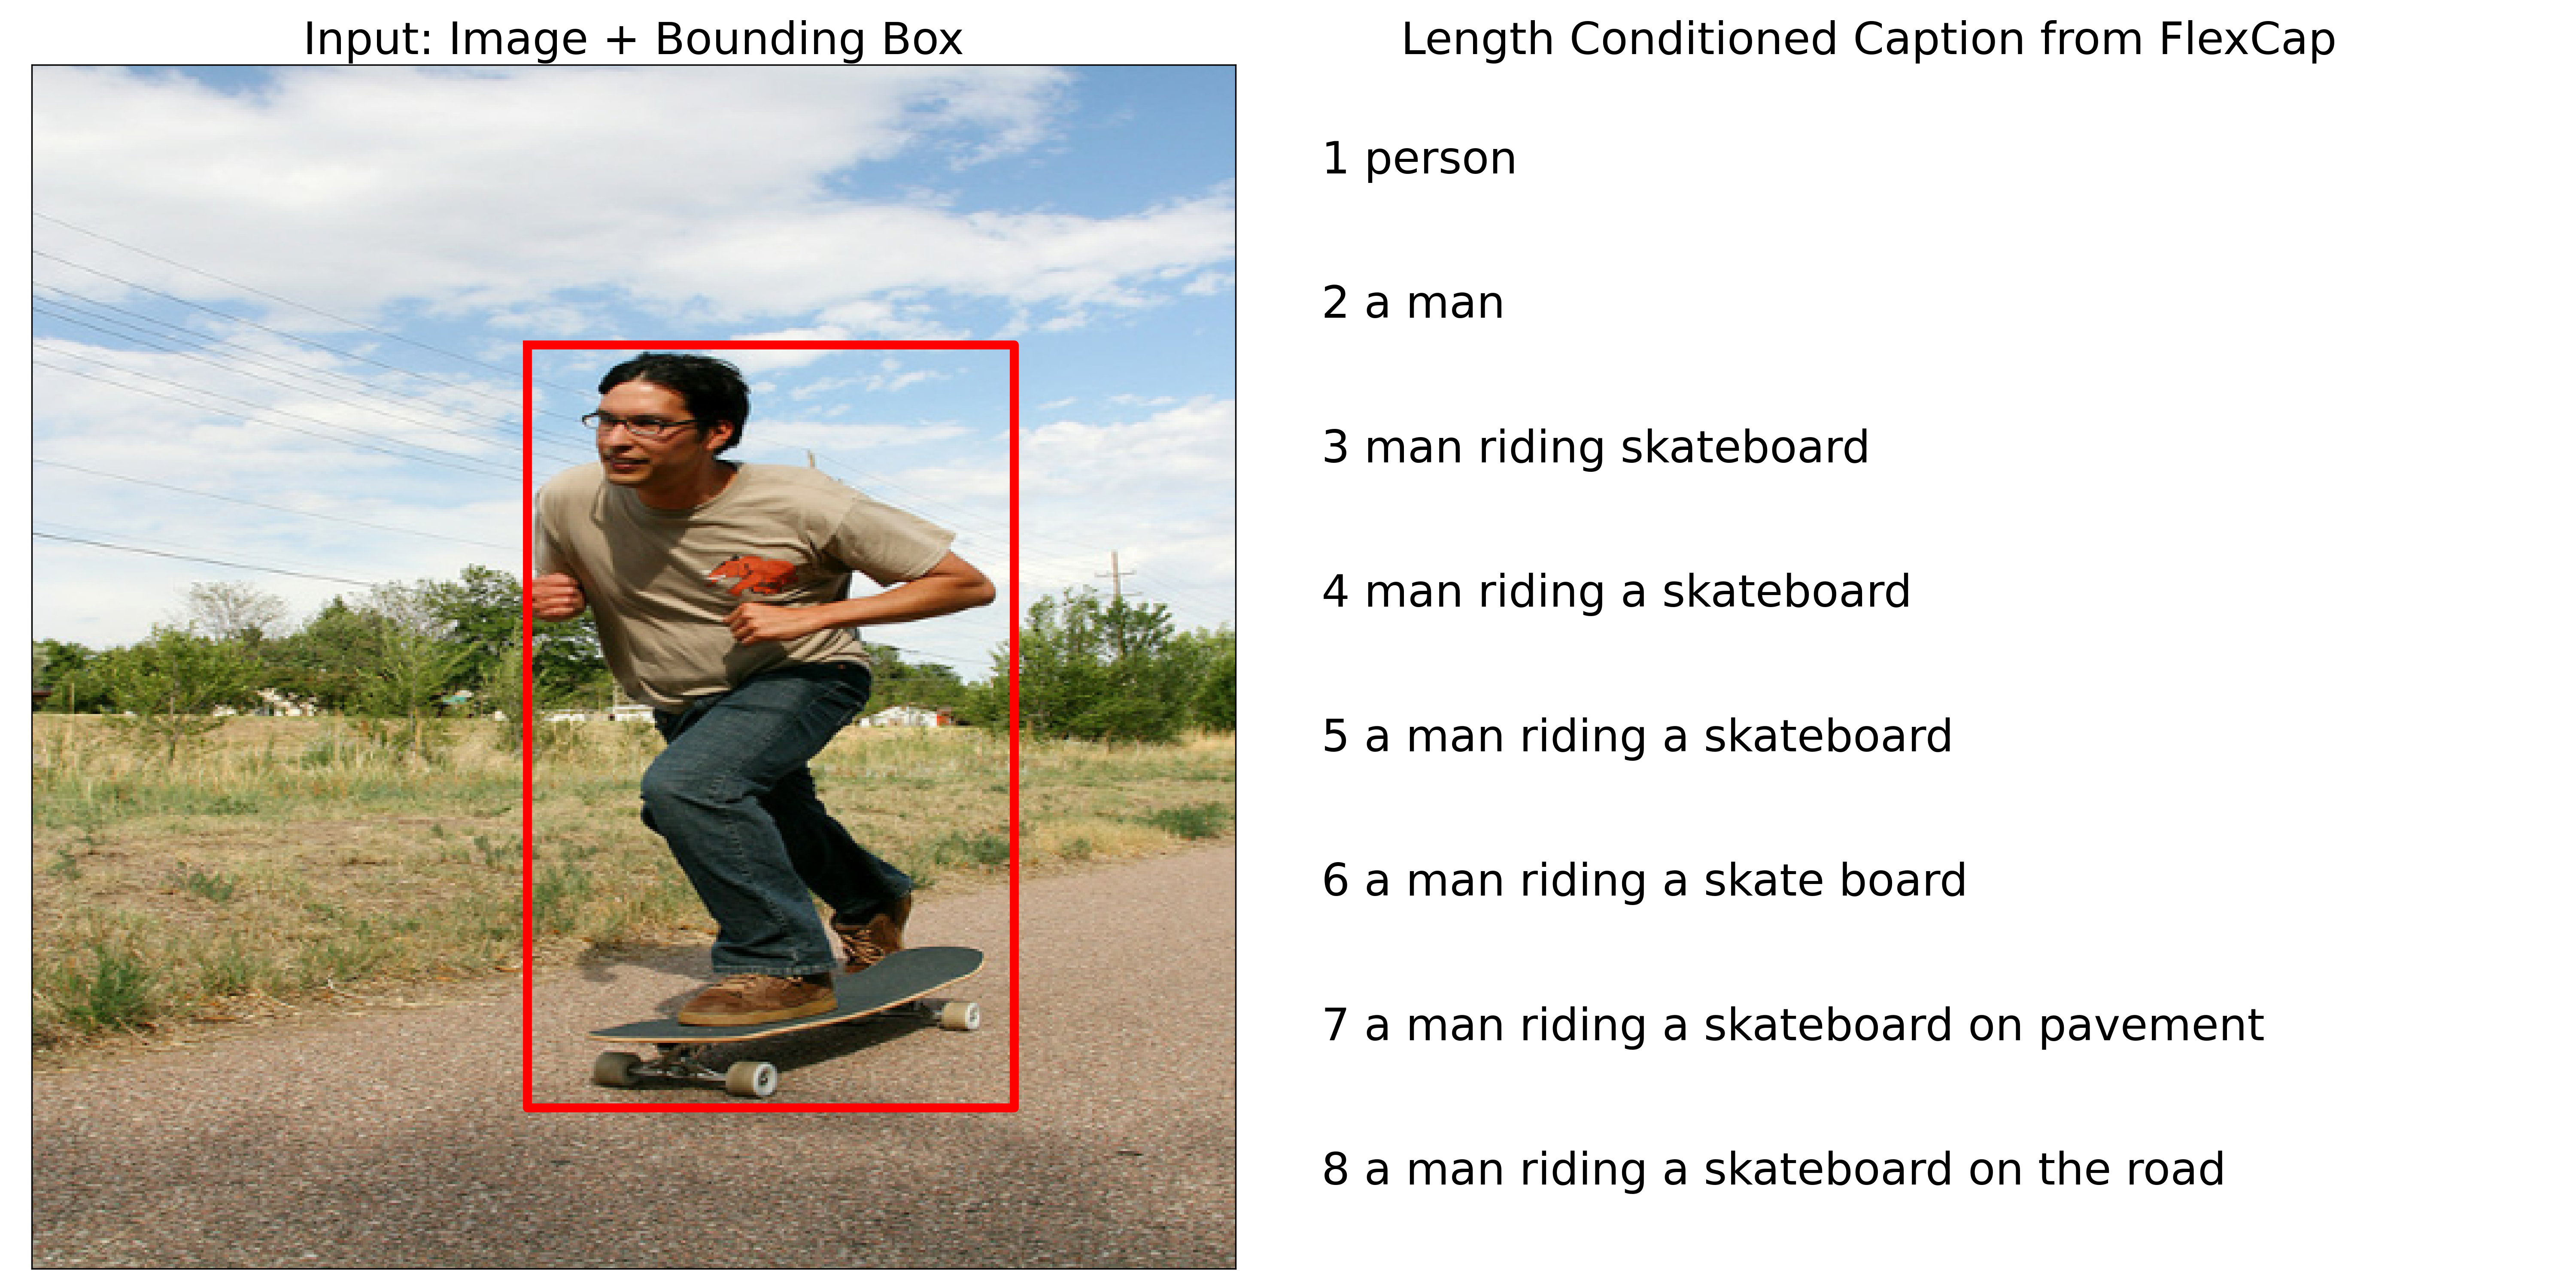 Input: Image + Bounding Box
Length Conditioned Caption from FlexCap
1 person
2 a man
3 man riding skateboard
4 man riding a skateboard
5 a man riding a skateboard
6 a man riding a skate board
7 a man riding a skateboard on pavement
8 a man riding a skateboard on the road